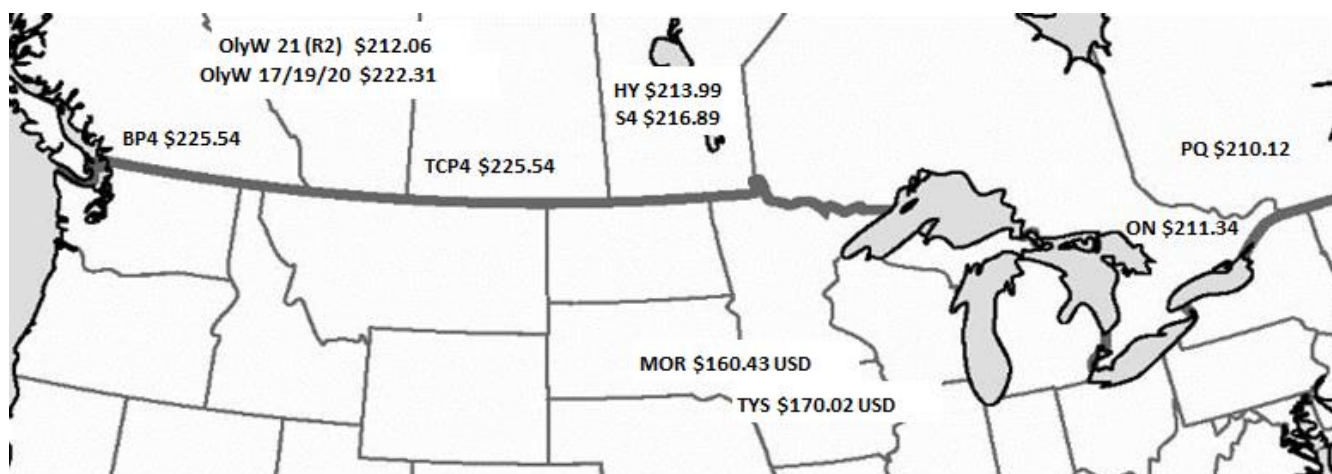 OlyW 21 (R2) $212.06
OlyW 17/19/20 $222.31
HY $213.99
S4 $216.89
BP4 $225.54
TCP4 $225.54
PQ $210.12
ON $211.34
MOR $160.43 USD
TYS $170.02 USD